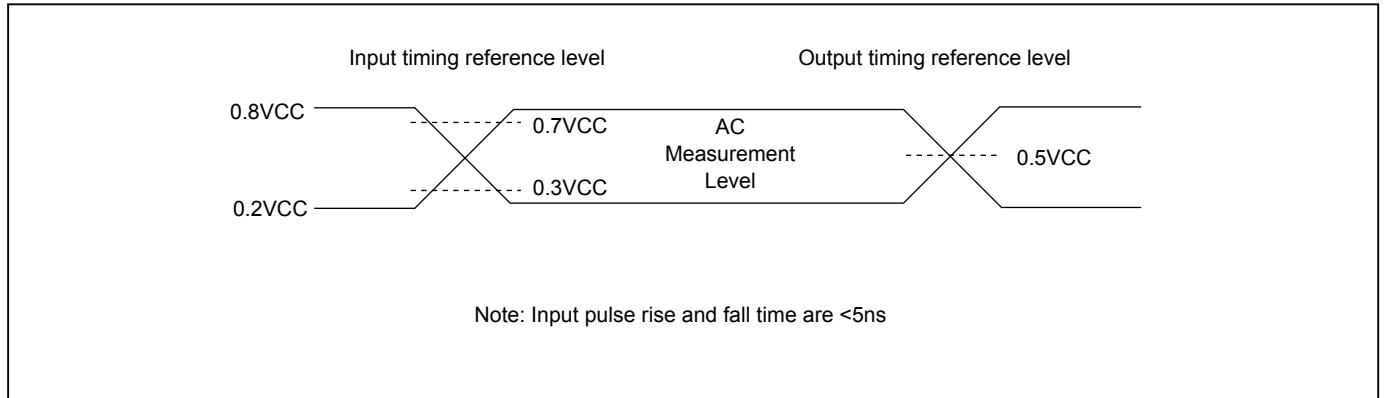 Input timing reference level
Output timing reference level
0.8VCC
0.7VCC
AC
Measurement
Level
0.5VCC
0.3VCC
0.2VCC
Note: Input pulse rise and fall time are <5ns